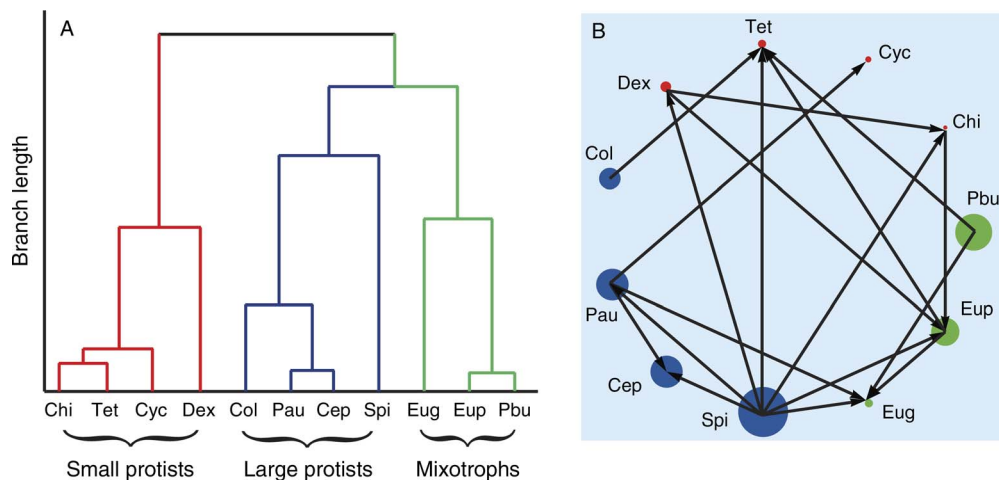 A
Branch length
Chi Tet Cyc Dex Col Pau Cep Spi Eug Eup Pbu
Small protists Large protists Mixotrophs
B
Tet
Cyc
Dex
Chi
Col
Pbu
Pau
Eup
Cep
Spi
Eug